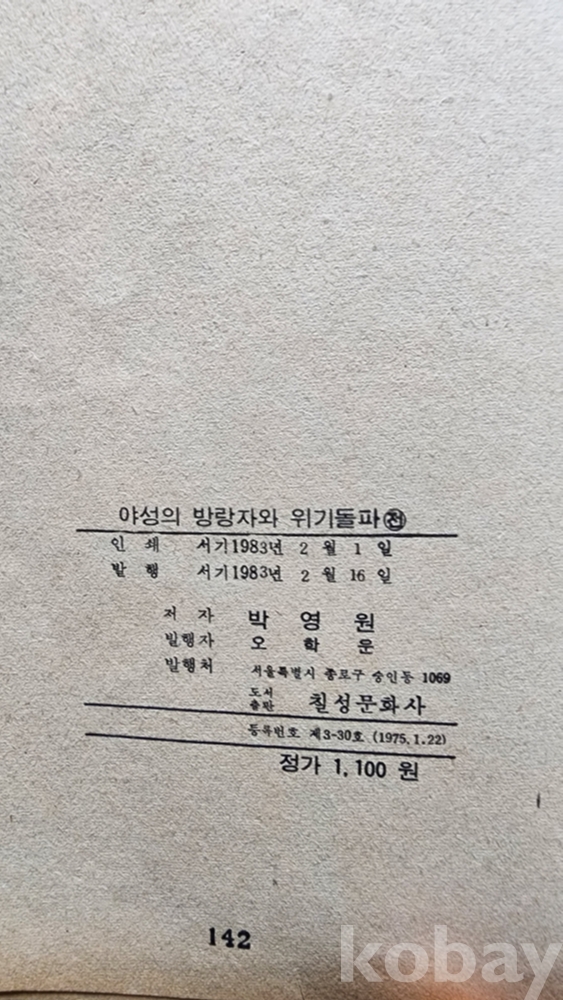 야성의 방랑자와 위기돌파㊝
인 쇄 서기1983년 2 월 1 일
발 행 서기1983년 2 월 16 일
저 자 박 영 원
발행자 오 학 운
발행처 서울특별시 종로구 숭인동 1069
도서
출판 칠성문화사
등록번호 제3-30호 (1975.1.22)
정가 1,100 원
142
kobay